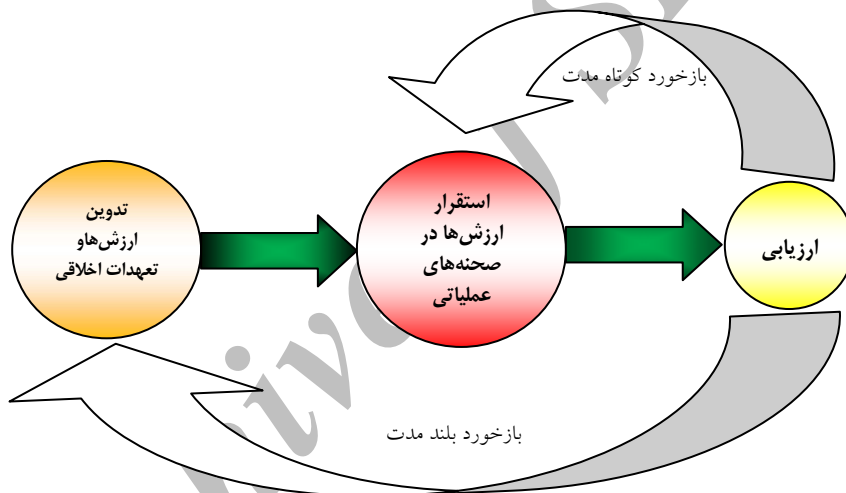 بازخورد کوتاه مدت
تدوین
ارزش‌هاو
تعهدات اخلاقی
استقرار
ارزش‌ها در
صحنه‌های
عملیاتی
ارزیابی
بازخورد بلند مدت